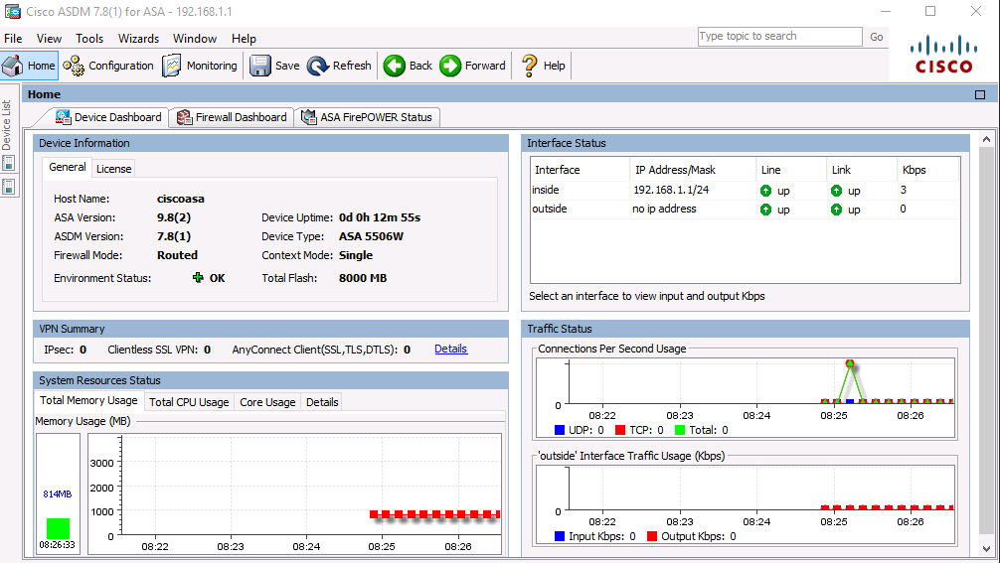 Cisco ASDM 7.8(1) for ASA - 192.168.1.1
File View Tools Wizards Window Help
Type topic to search Go
CISCO
Home Configuration Monitoring Save Refresh Back Forward Help
Device List
Home
Device Dashboard Firewall Dashboard ASA FirePOWER Status
Device Information
General License
Host Name: ciscoasa
ASA Version: 9.8(2) Device Uptime: 0d 0h 12m 55s
ASDM Version: 7.8(1) Device Type: ASA 5506W
Firewall Mode: Routed Context Mode: Single
Environment Status: OK Total Flash: 8000 MB
Interface Status
Interface IP Address/Mask Line Link Kbps
inside 192.168.1.1/24 up up 3
outside no ip address up up 0
Select an interface to view input and output Kbps
VPN Summary
IPsec: 0 Clientless SSL VPN: 0 AnyConnect Client(SSL,TLS,DTLS): 0 Details
System Resources Status
Total Memory Usage Total CPU Usage Core Usage Details
Memory Usage (MB)
814MB
08:26:33
3000
2000
1000
0
08:22 08:23 08:24 08:25 08:26
Traffic Status
Connections Per Second Usage
0
08:22 08:23 08:24 08:25 08:26
UDP: 0 TCP: 0 Total: 0
'outside' Interface Traffic Usage (Kbps)
0
08:22 08:23 08:24 08:25 08:26
Input Kbps: 0 Output Kbps: 0